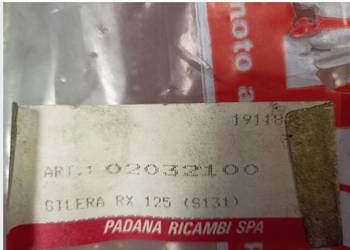 moto a
19118
ART.: 02032100
GILERA RX 125 (S131)
PADANA RICAMBI SPA